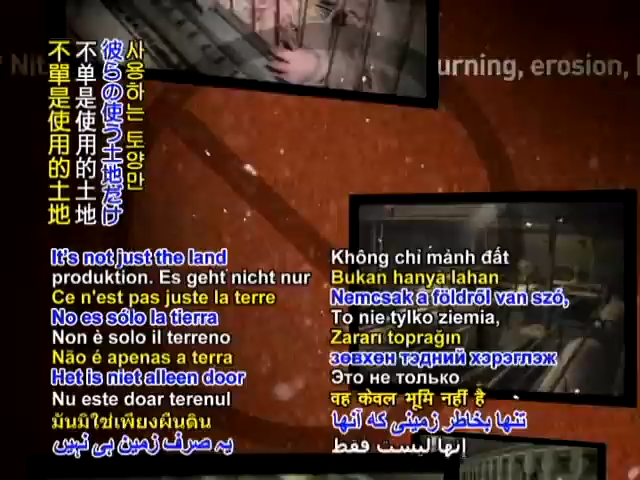 사용하는 토양만
彼らの使う土地だけ
不单是使用的土地
不單是使用的土地
urning, erosion,
It's not just the land
produktion. Es geht nicht nur
Ce n'est pas juste la terre
No es sólo la tierra
Non è solo il terreno
Não é apenas a terra
Het is niet alleen door
Nu este doar terenul
มันมิใช่เพียงผืนดิน
یہ صرف زمین ہی نہیں
Không chỉ mảnh đất
Bukan hanya lahan
Nemcsak a földről van szó,
To nie tylko ziemia,
Zararı toprağın
зөвхөн тэдний хэрэглэж
Это не только
वह केवल भूमि नहीं है
تنها بخاطر زمینی که آنها
إنها ليست فقط